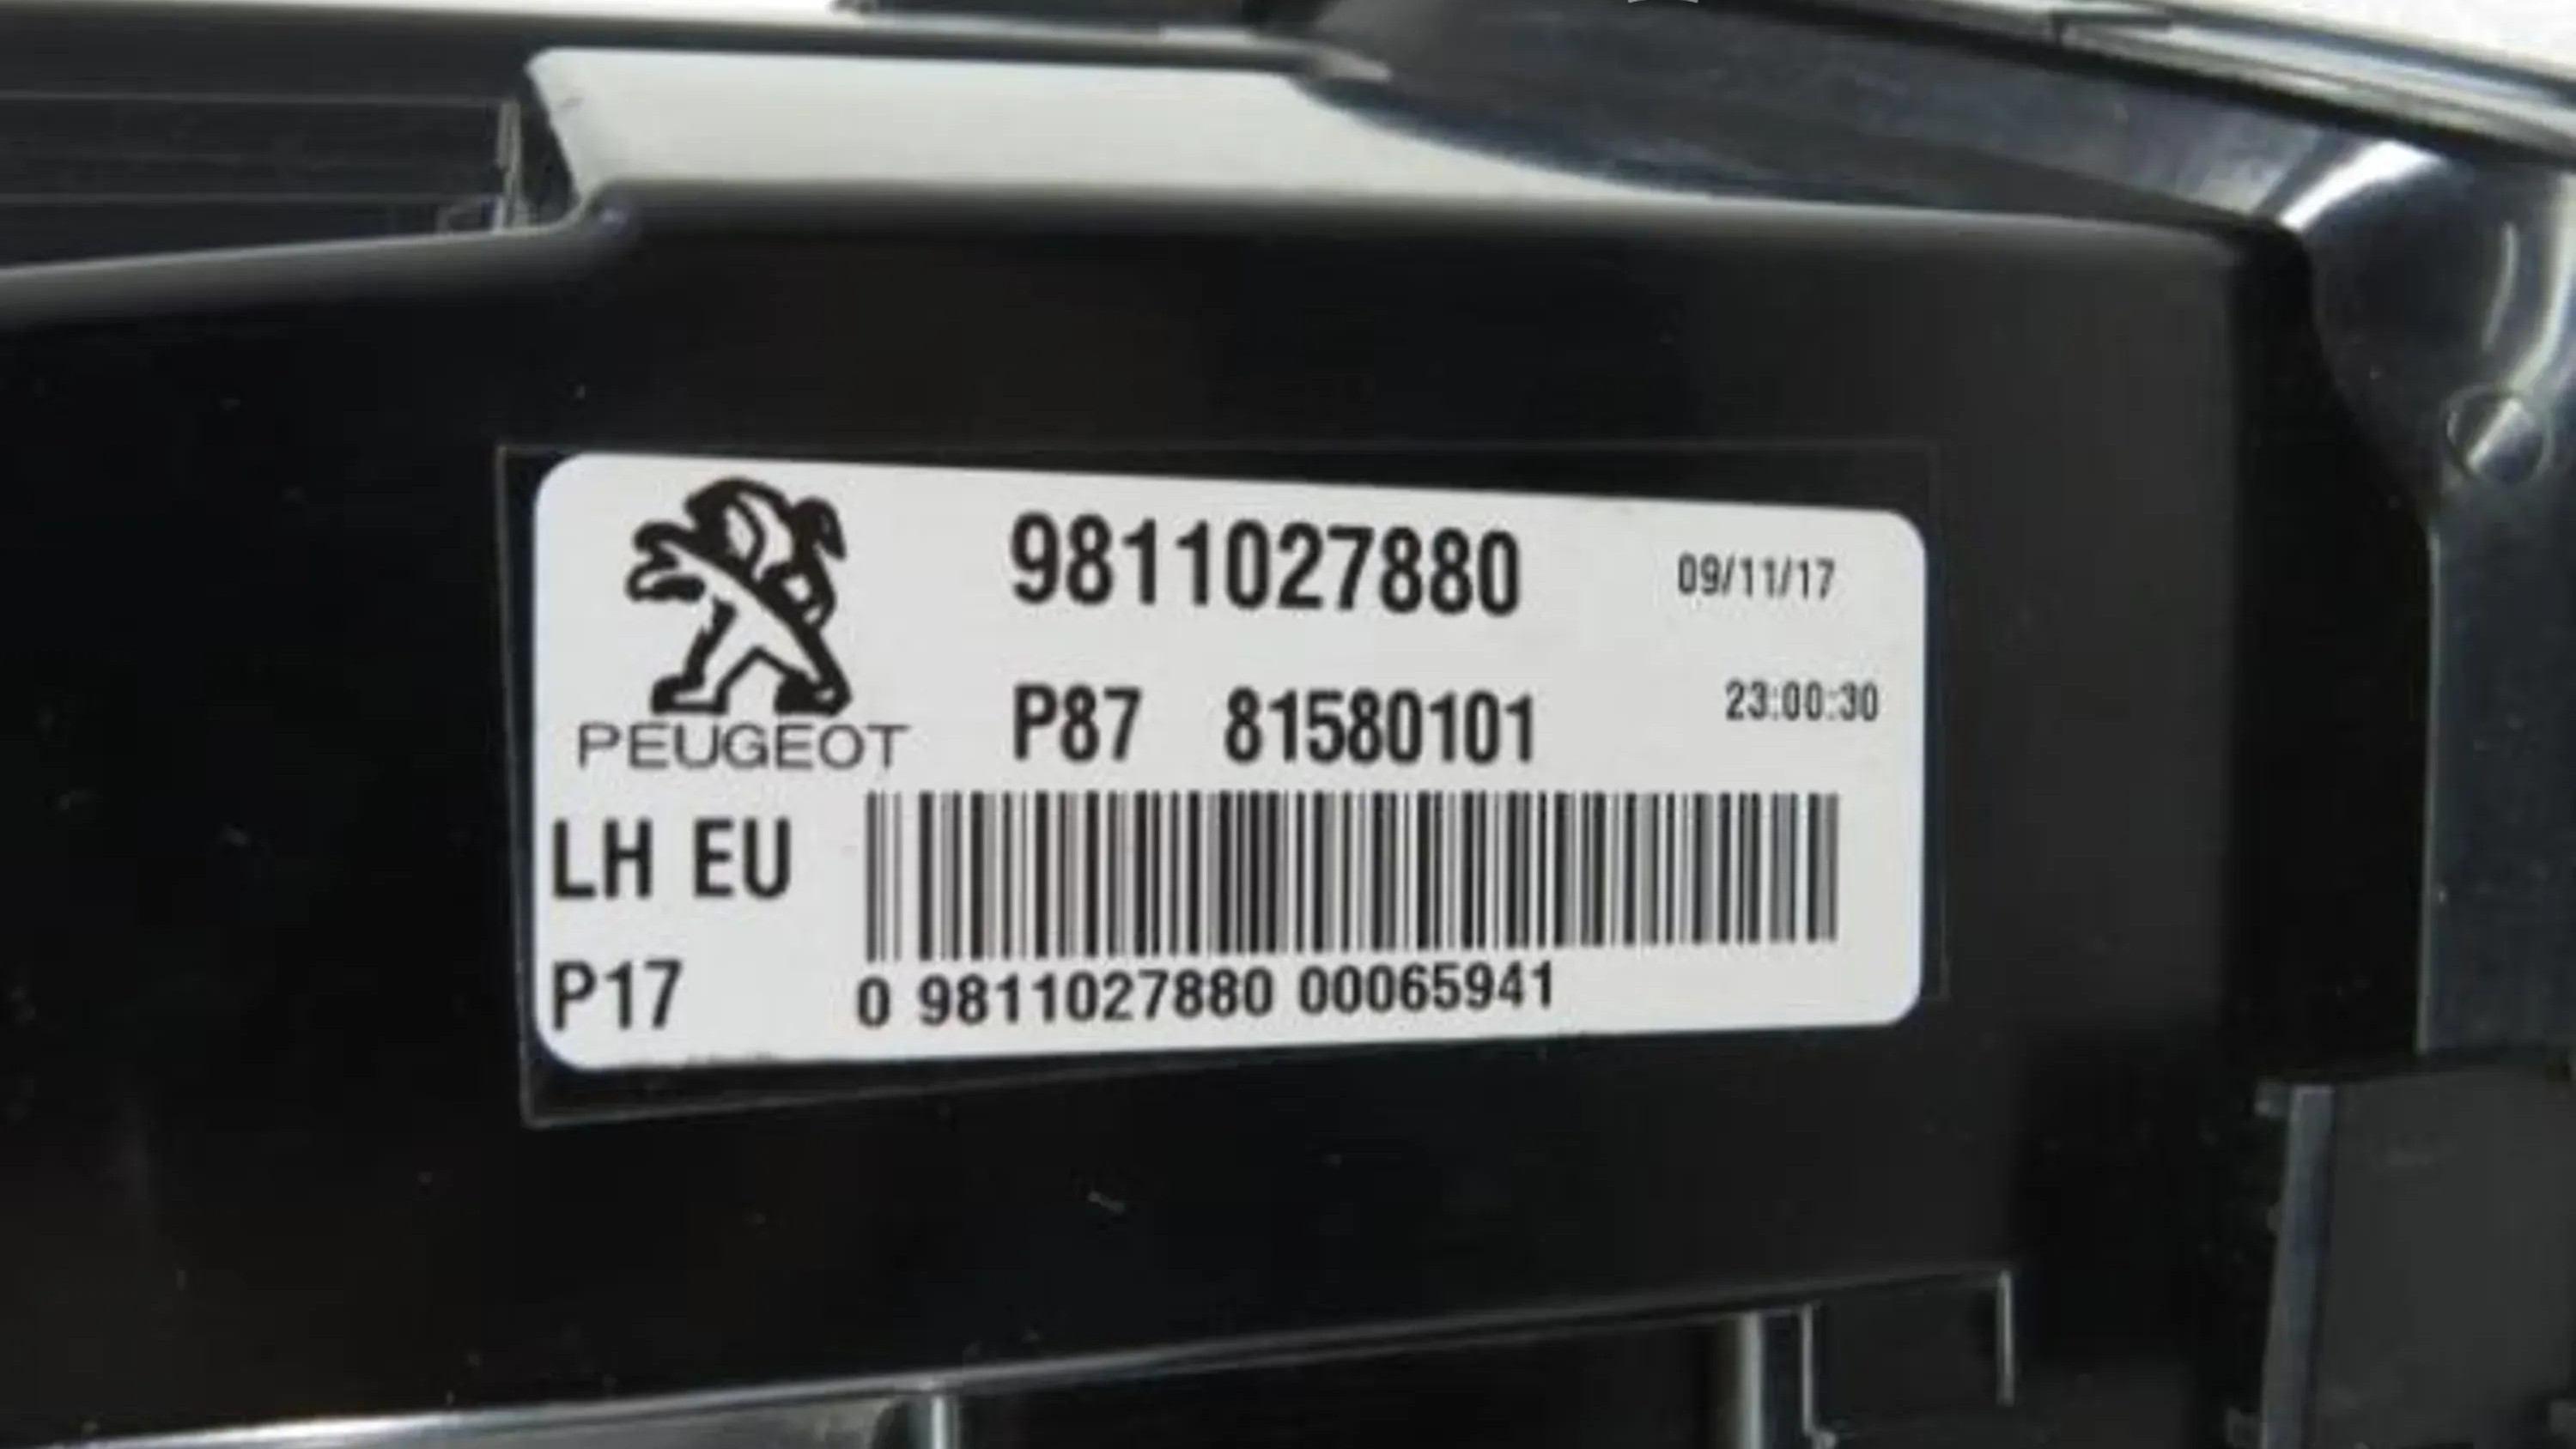 9811027880 09/11/17
PEUGEOT P87 81580101 23:00:30
LH EU
P17 0 9811027880 00065941